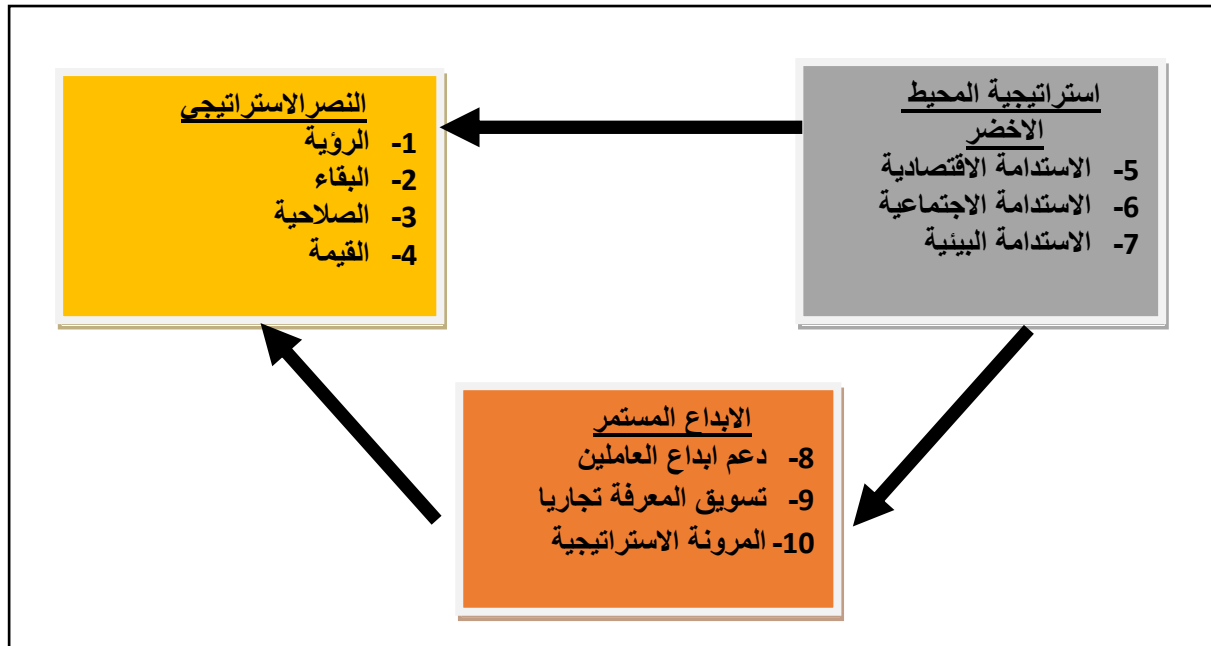 استراتيجية المحيط
الاخضر
5- الاستدامة الاقتصادية
6- الاستدامة الاجتماعية
7- الاستدامة البيئية
النصرالاستراتيجي
1- الرؤية
2- البقاء
3- الصلاحية
4- القيمة
الابداع المستمر
8- دعم ابداع العاملين
9- تسويق المعرفة تجاريا
10- المرونة الاستراتيجية